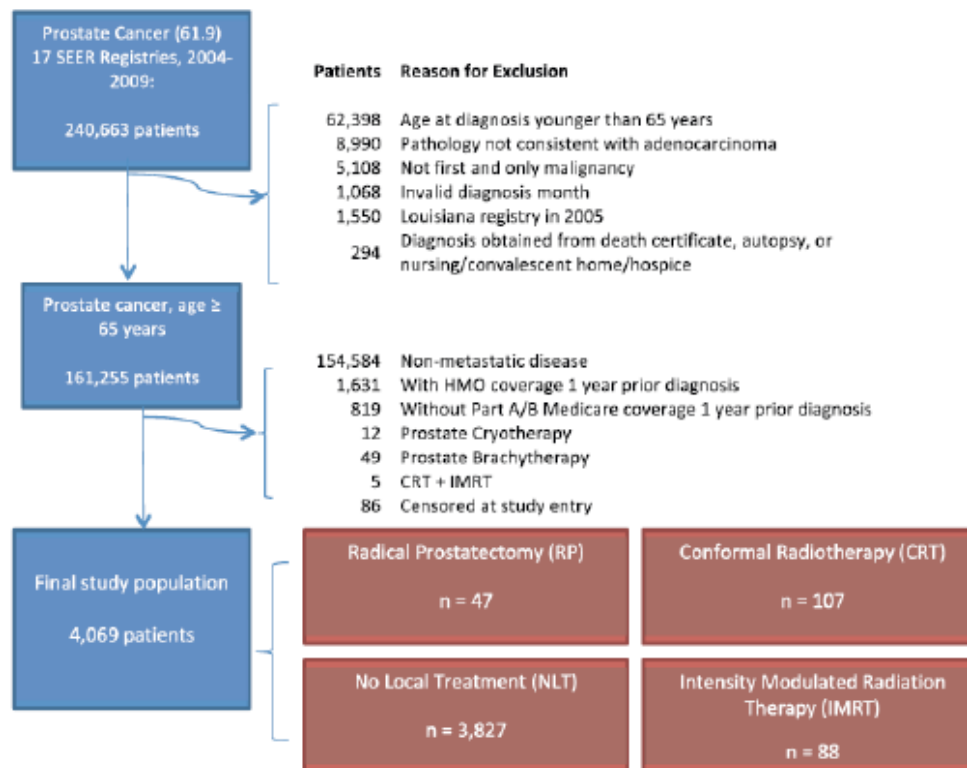 Prostate Cancer (61.9)
17 SEER Registries, 2004-
2009:
240,663 patients
Patients Reason for Exclusion
62,398 Age at diagnosis younger than 65 years
8,990 Pathology not consistent with adenocarcinoma
5,108 Not first and only malignancy
1,068 Invalid diagnosis month
1,550 Louisiana registry in 2005
294 Diagnosis obtained from death certificate, autopsy, or
nursing/convalescent home/hospice
Prostate cancer, age ≥
65 years
161,255 patients
154,584 Non-metastatic disease
1,631 With HMO coverage 1 year prior diagnosis
819 Without Part A/B Medicare coverage 1 year prior diagnosis
12 Prostate Cryotherapy
49 Prostate Brachytherapy
5 CRT + IMRT
86 Censored at study entry
Final study population
4,069 patients
Radical Prostatectomy (RP)
n = 47
Conformal Radiotherapy (CRT)
n = 107
No Local Treatment (NLT)
n = 3,827
Intensity Modulated Radiation
Therapy (IMRT)
n = 88